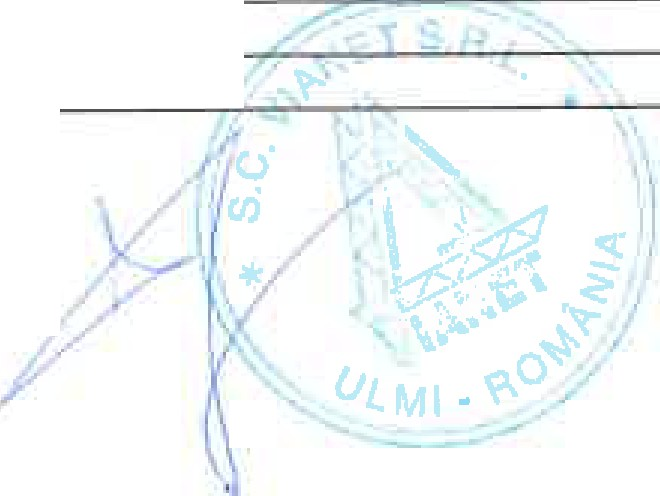 * S.C. VIANET S.R.L.
ULMI - ROMÂNIA